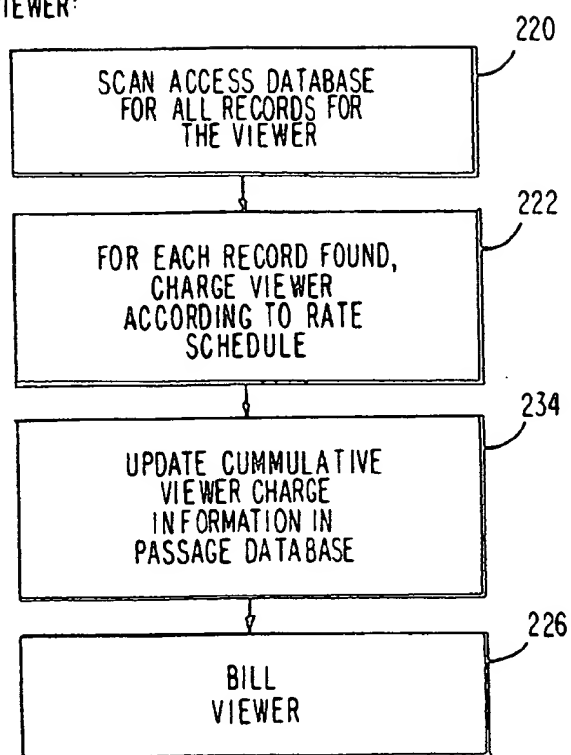 IEWER:
220
SCAN ACCESS DATABASE
FOR ALL RECORDS FOR
THE VIEWER
222
FOR EACH RECORD FOUND,
CHARGE VIEWER
ACCORDING TO RATE
SCHEDULE
234
UPDATE CUMMULATIVE
VIEWER CHARGE
INFORMATION IN
PASSAGE DATABASE
226
BILL
VIEWER